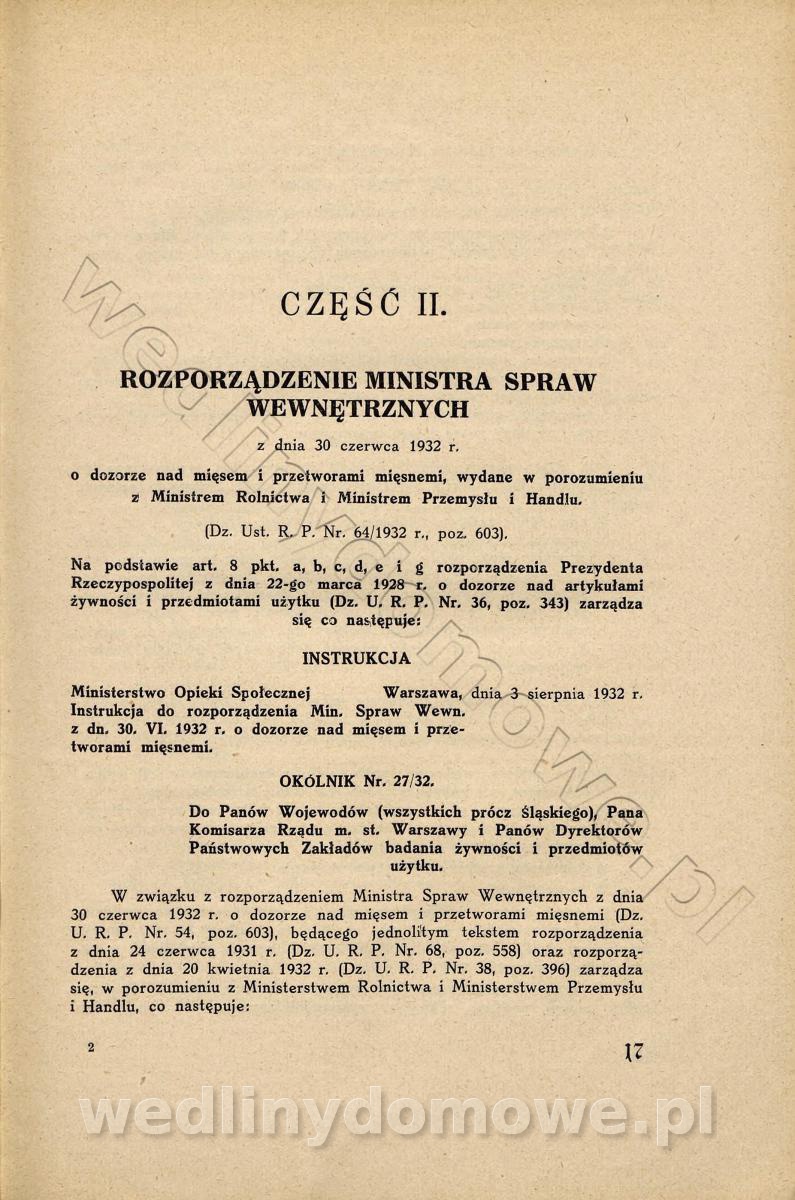 CZĘŚĆ II.
ROZPORZĄDZENIE MINISTRA SPRAW
WEWNĘTRZNYCH
z dnia 30 czerwca 1932 r.
o dozorze nad mięsem i przetworami mięsnemi, wydane w porozumieniu
z Ministrem Rolnictwa i Ministrem Przemysłu i Handlu.
(Dz. Ust. R. P. Nr. 64/1932 r., poz. 603).
Na podstawie art. 8 pkt. a, b, c, d, e i g rozporządzenia Prezydenta
Rzeczypospolitej z dnia 22-go marca 1928 r. o dozorze nad artykułami
żywności i przedmiotami użytku (Dz. U. R. P. Nr. 36, poz. 343) zarządza
się co następuje:
INSTRUKCJA
Ministerstwo Opieki Społecznej Warszawa, dnia 3 sierpnia 1932 r.
Instrukcja do rozporządzenia Min. Spraw Wewn.
z dn. 30. VI. 1932 r. o dozorze nad mięsem i prze-
tworami mięsnemi.
OKÓLNIK Nr. 27/32.
Do Panów Wojewodów (wszystkich prócz śląskiego), Pana
Komisarza Rządu m. st. Warszawy i Panów Dyrektorów
Państwowych Zakładów badania żywności i przedmiotów
użytku.
W związku z rozporządzeniem Ministra Spraw Wewnętrznych z dnia
30 czerwca 1932 r. o dozorze nad mięsem i przetworami mięsnemi (Dz.
U. R. P. Nr. 54, poz. 603), będącego jednolitym tekstem rozporządzenia
z dnia 24 czerwca 1931 r. (Dz. U. R. P. Nr. 68, poz. 558) oraz rozporzą-
dzenia z dnia 20 kwietnia 1932 r. (Dz. U. R. P. Nr. 38, poz. 396) zarządza
się, w porozumieniu z Ministerstwem Rolnictwa i Ministerstwem Przemysłu
i Handlu, co następuje:
2 17
wedlinydomowe.pl
wedlinydomowe.pl